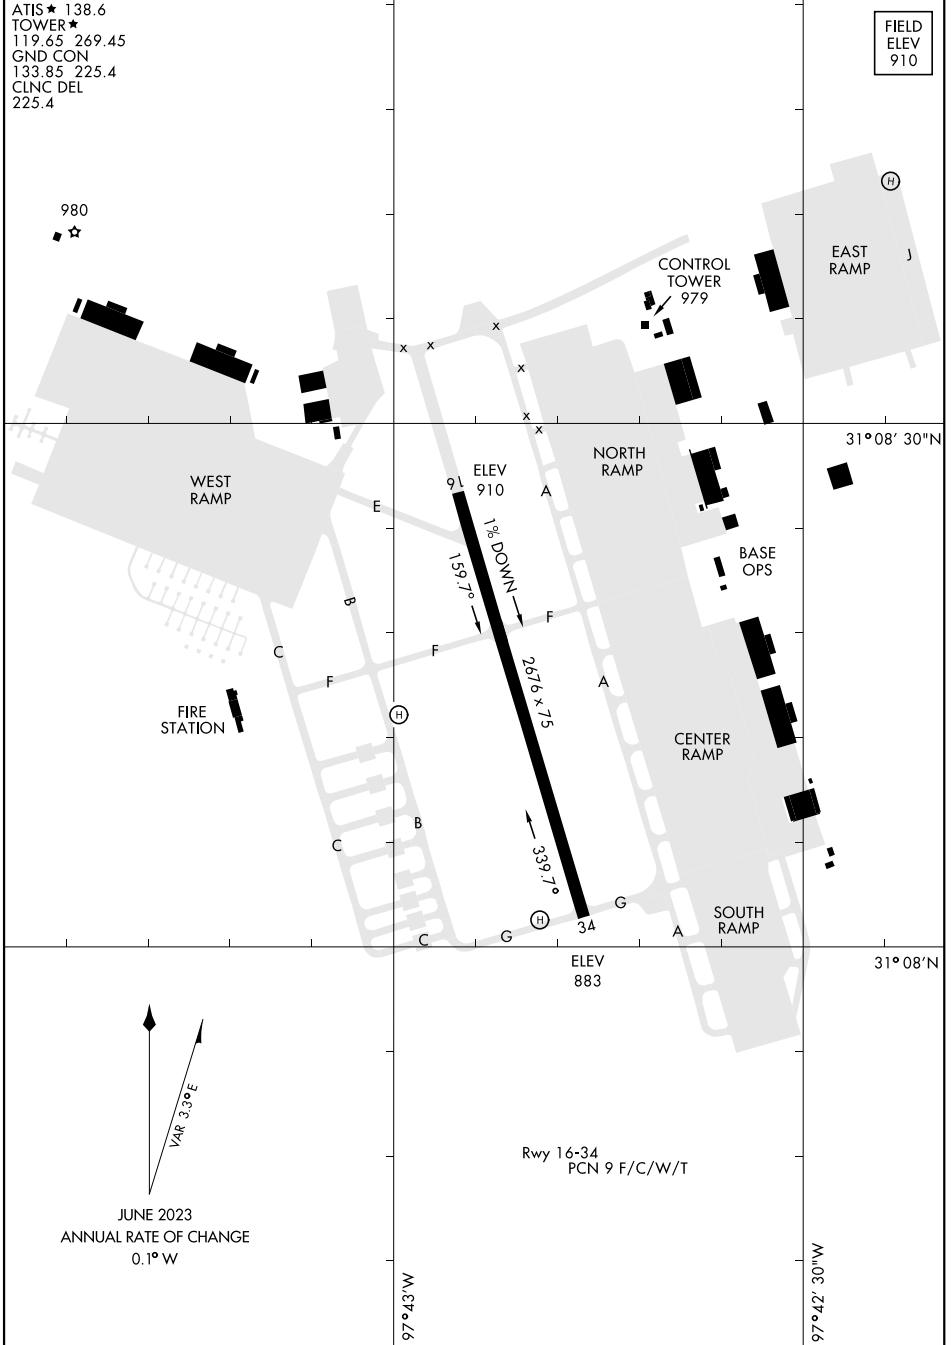 ATIS★ 138.6
TOWER★
119.65 269.45
GND CON
133.85 225.4
CLNC DEL
225.4
FIELD
ELEV
910
980
H
EAST
RAMP
J
CONTROL
TOWER
979
x
x
x
x
x
x
31°08' 30"N
NORTH
RAMP
WEST
RAMP
16
ELEV
910
A
E
1% DOWN
159.7°
BASE
OPS
B
F
F
C
F
A
2676 x 75
FIRE
STATION
H
CENTER
RAMP
B
C
339.7°
H
G
34
SOUTH
RAMP
C
G
A
ELEV
883
31°08'N
VAR 3.3°E
JUNE 2023
ANNUAL RATE OF CHANGE
0.1° W
Rwy 16-34
PCN 9 F/C/W/T
97°43'W
97°42' 30"W